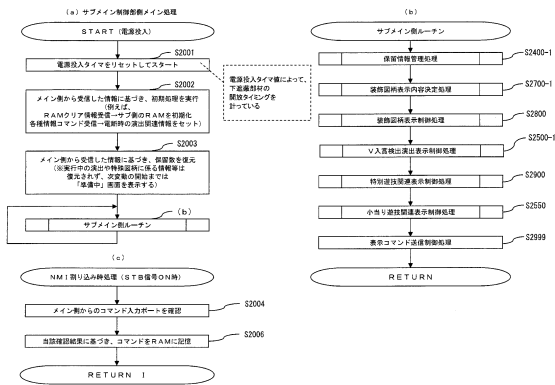 (a) サブメイン制御部側メイン処理
START (電源投入)
S2001
電源投入タイマをリセットしてスタート
S2002
メイン側から受信した情報に基づき、初期処理を実行
(例えば、
RAMクリア情報受信→サブ側のRAMを初期化
各種情報コマンド受信→電断時の演出関連情報をセット)
S2003
メイン側から受信した情報に基づき、保留数を復元
(※実行中の演出や特殊図柄に係る情報等は
復元されず、次変動の開始までは
「準備中」画面を表示する)
(b)
サブメイン側ルーチン
電源投入タイマ値によって、
下遮蔽部材の
開放タイミングを
計っている
(c)
NMI割り込み時処理 (STB信号ON時)
S2004
メイン側からのコマンド入力ポートを確認
S2006
当該確認結果に基づき、コマンドをRAMに記憶
RETURN I
(b)
サブメイン側ルーチン
S2400-1
保留情報管理処理
S2700-1
装飾図柄表示内容決定処理
S2800
装飾図柄表示制御処理
S2500-1
V入賞検出演出表示制御処理
S2900
特別遊技関連表示制御処理
S2550
小当り遊技関連表示制御処理
S2999
表示コマンド送信制御処理
RETURN